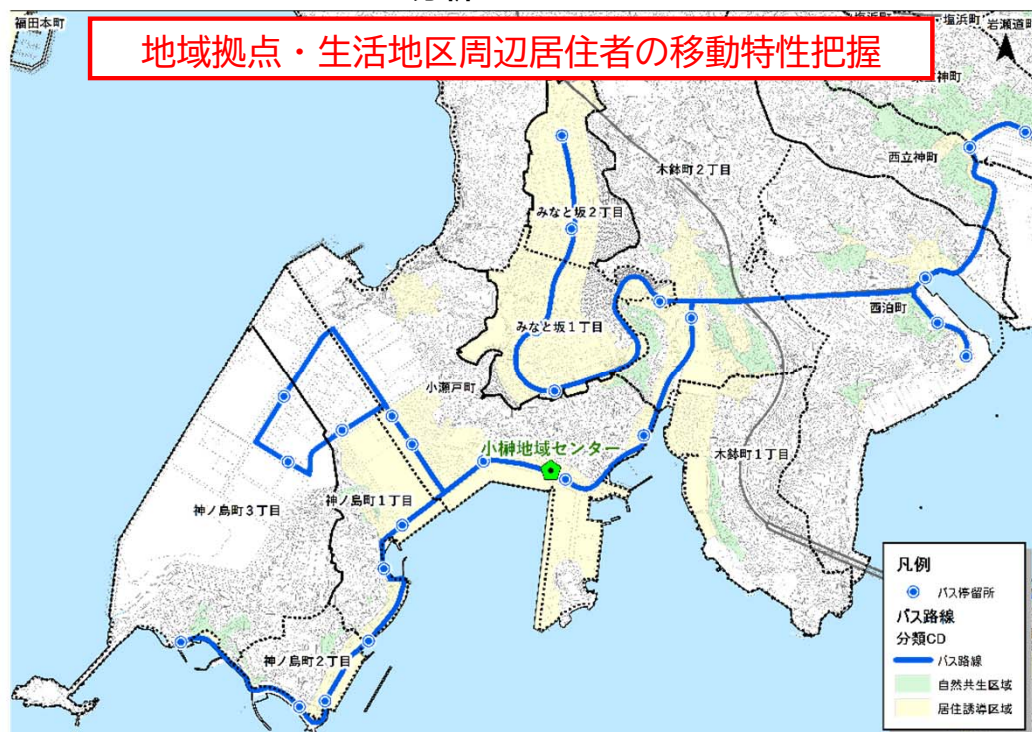 福田本町
塩浜町
岩瀬道町
地域拠点・生活地区周辺居住者の移動特性把握
西立神町
木鉢町2丁目
みなと坂2丁目
みなと坂1丁目
西泊町
小瀬戸町
小榊地域センター
木鉢町1丁目
神ノ島町1丁目
神ノ島町3丁目
神ノ島町2丁目
凡例
バス停留所
バス路線
分類CD
バス路線
自然共生区域
居住誘導区域